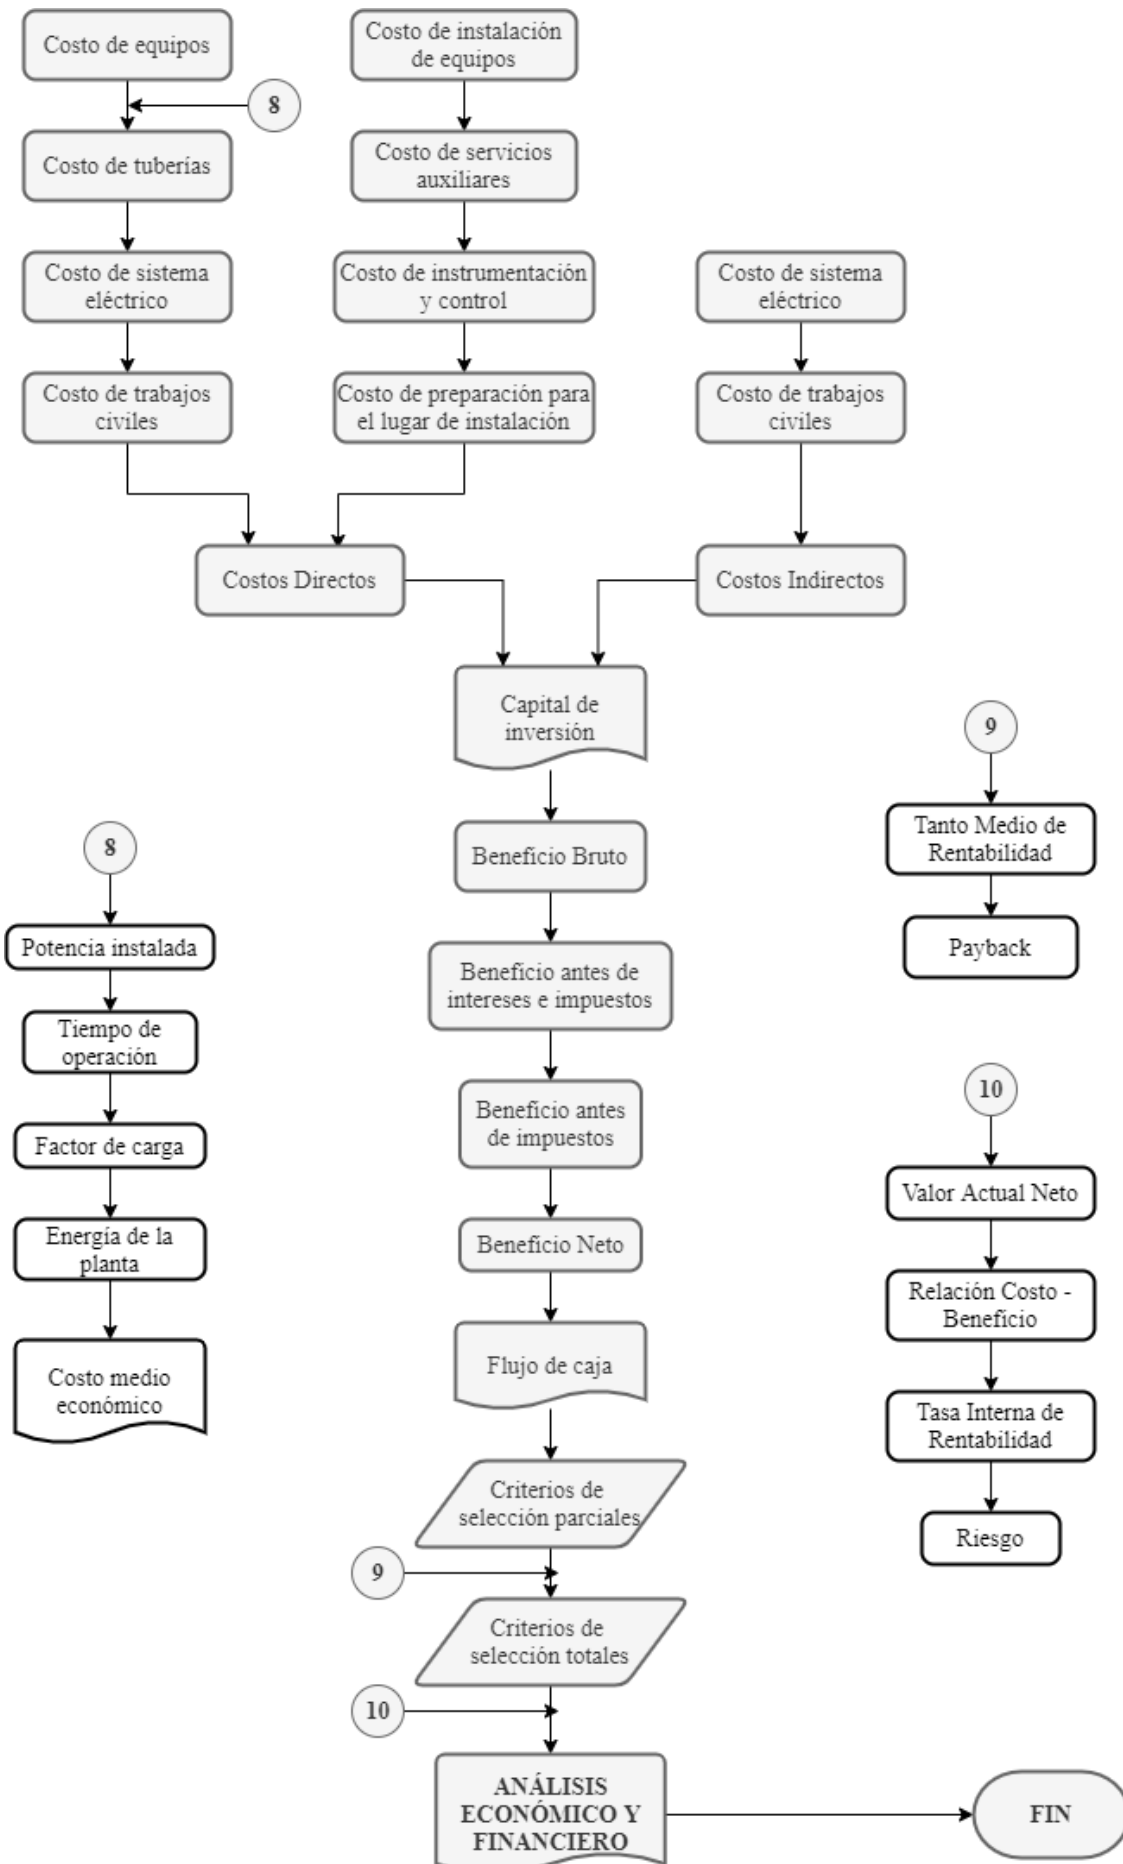 Costo de equipos
Costo de instalación
de equipos
8
Costo de tuberías
Costo de servicios
auxiliares
Costo de sistema
eléctrico
Costo de instrumentación
y control
Costo de sistema
eléctrico
Costo de trabajos
civiles
Costo de preparación para
el lugar de instalación
Costo de trabajos
civiles
Costos Directos
Costos Indirectos
Capital de
inversión
Beneficio Bruto
Beneficio antes de
intereses e impuestos
Beneficio antes
de impuestos
Beneficio Neto
Flujo de caja
Criterios de
selección parciales
9
Criterios de
selección totales
10
ANÁLISIS
ECONÓMICO Y
FINANCIERO
FIN
8
Potencia instalada
Tiempo de
operación
Factor de carga
Energía de la
planta
Costo medio
económico
9
Tanto Medio de
Rentabilidad
Payback
10
Valor Actual Neto
Relación Costo -
Beneficio
Tasa Interna de
Rentabilidad
Riesgo